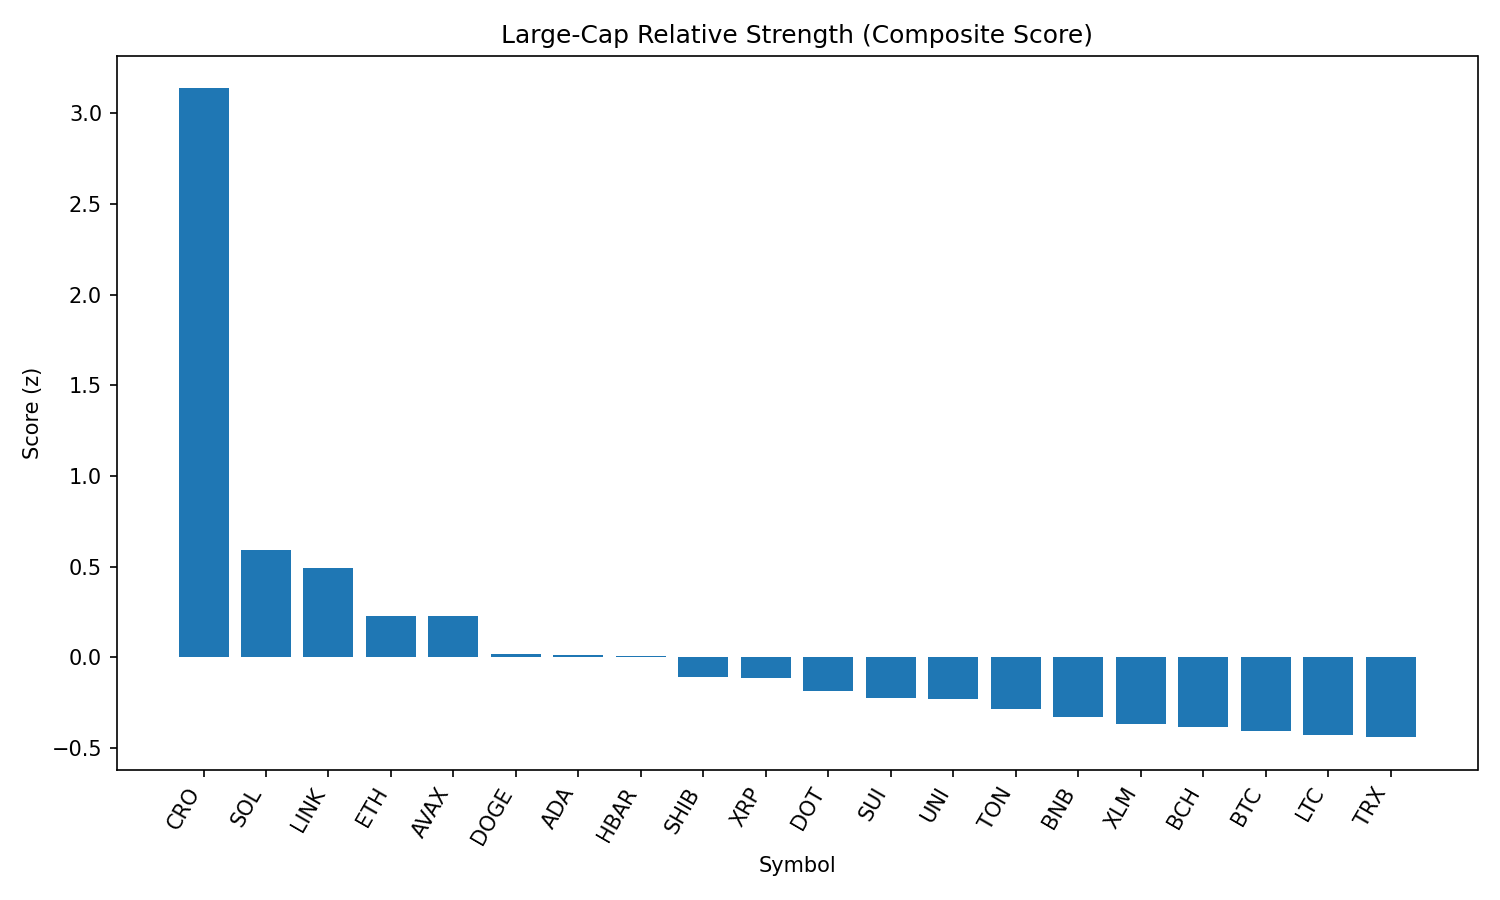 Large-Cap Relative Strength (Composite Score)
Score (z)
3.0
2.5
2.0
1.5
1.0
0.5
0.0
−0.5
CRO SOL LINK ETH AVAX DOGE ADA HBAR SHIB XRP DOT SUI UNI TON BNB XLM BCH BTC LTC TRX
Symbol